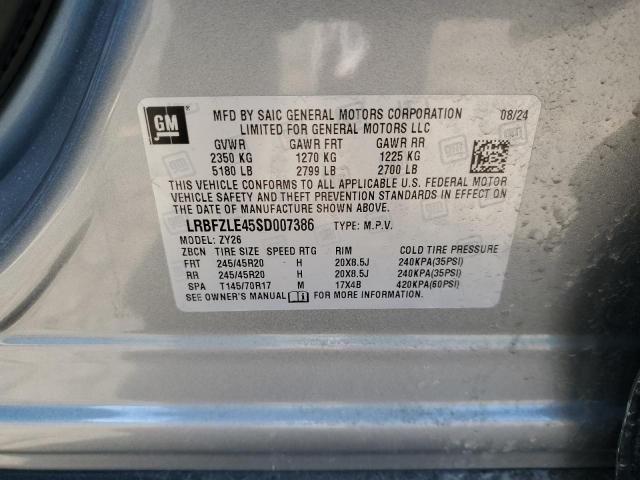 GM
MFD BY SAIC GENERAL MOTORS CORPORATION 08/24
LIMITED FOR GENERAL MOTORS LLC
GVWR GAWR FRT GAWR RR
2350 KG 1270 KG 1225 KG
5180 LB 2799 LB 2700 LB
THIS VEHICLE CONFORMS TO ALL APPLICABLE U.S. FEDERAL MOTOR
VEHICLE SAFETY AND THEFT PREVENTION STANDARDS IN EFFECT ON
THE DATE OF MANUFACTURE SHOWN ABOVE.
LRBFZLE45SD007386 TYPE: M.P.V.
MODEL: ZY26
ZBCN TIRE SIZE SPEED RTG RIM COLD TIRE PRESSURE
FRT 245/45R20 H 20X8.5J 240KPA(35PSI)
RR 245/45R20 H 20X8.5J 240KPA(35PSI)
SPA T145/70R17 M 17X4B 420KPA(60PSI)
SEE OWNER'S MANUAL FOR MORE INFORMATION